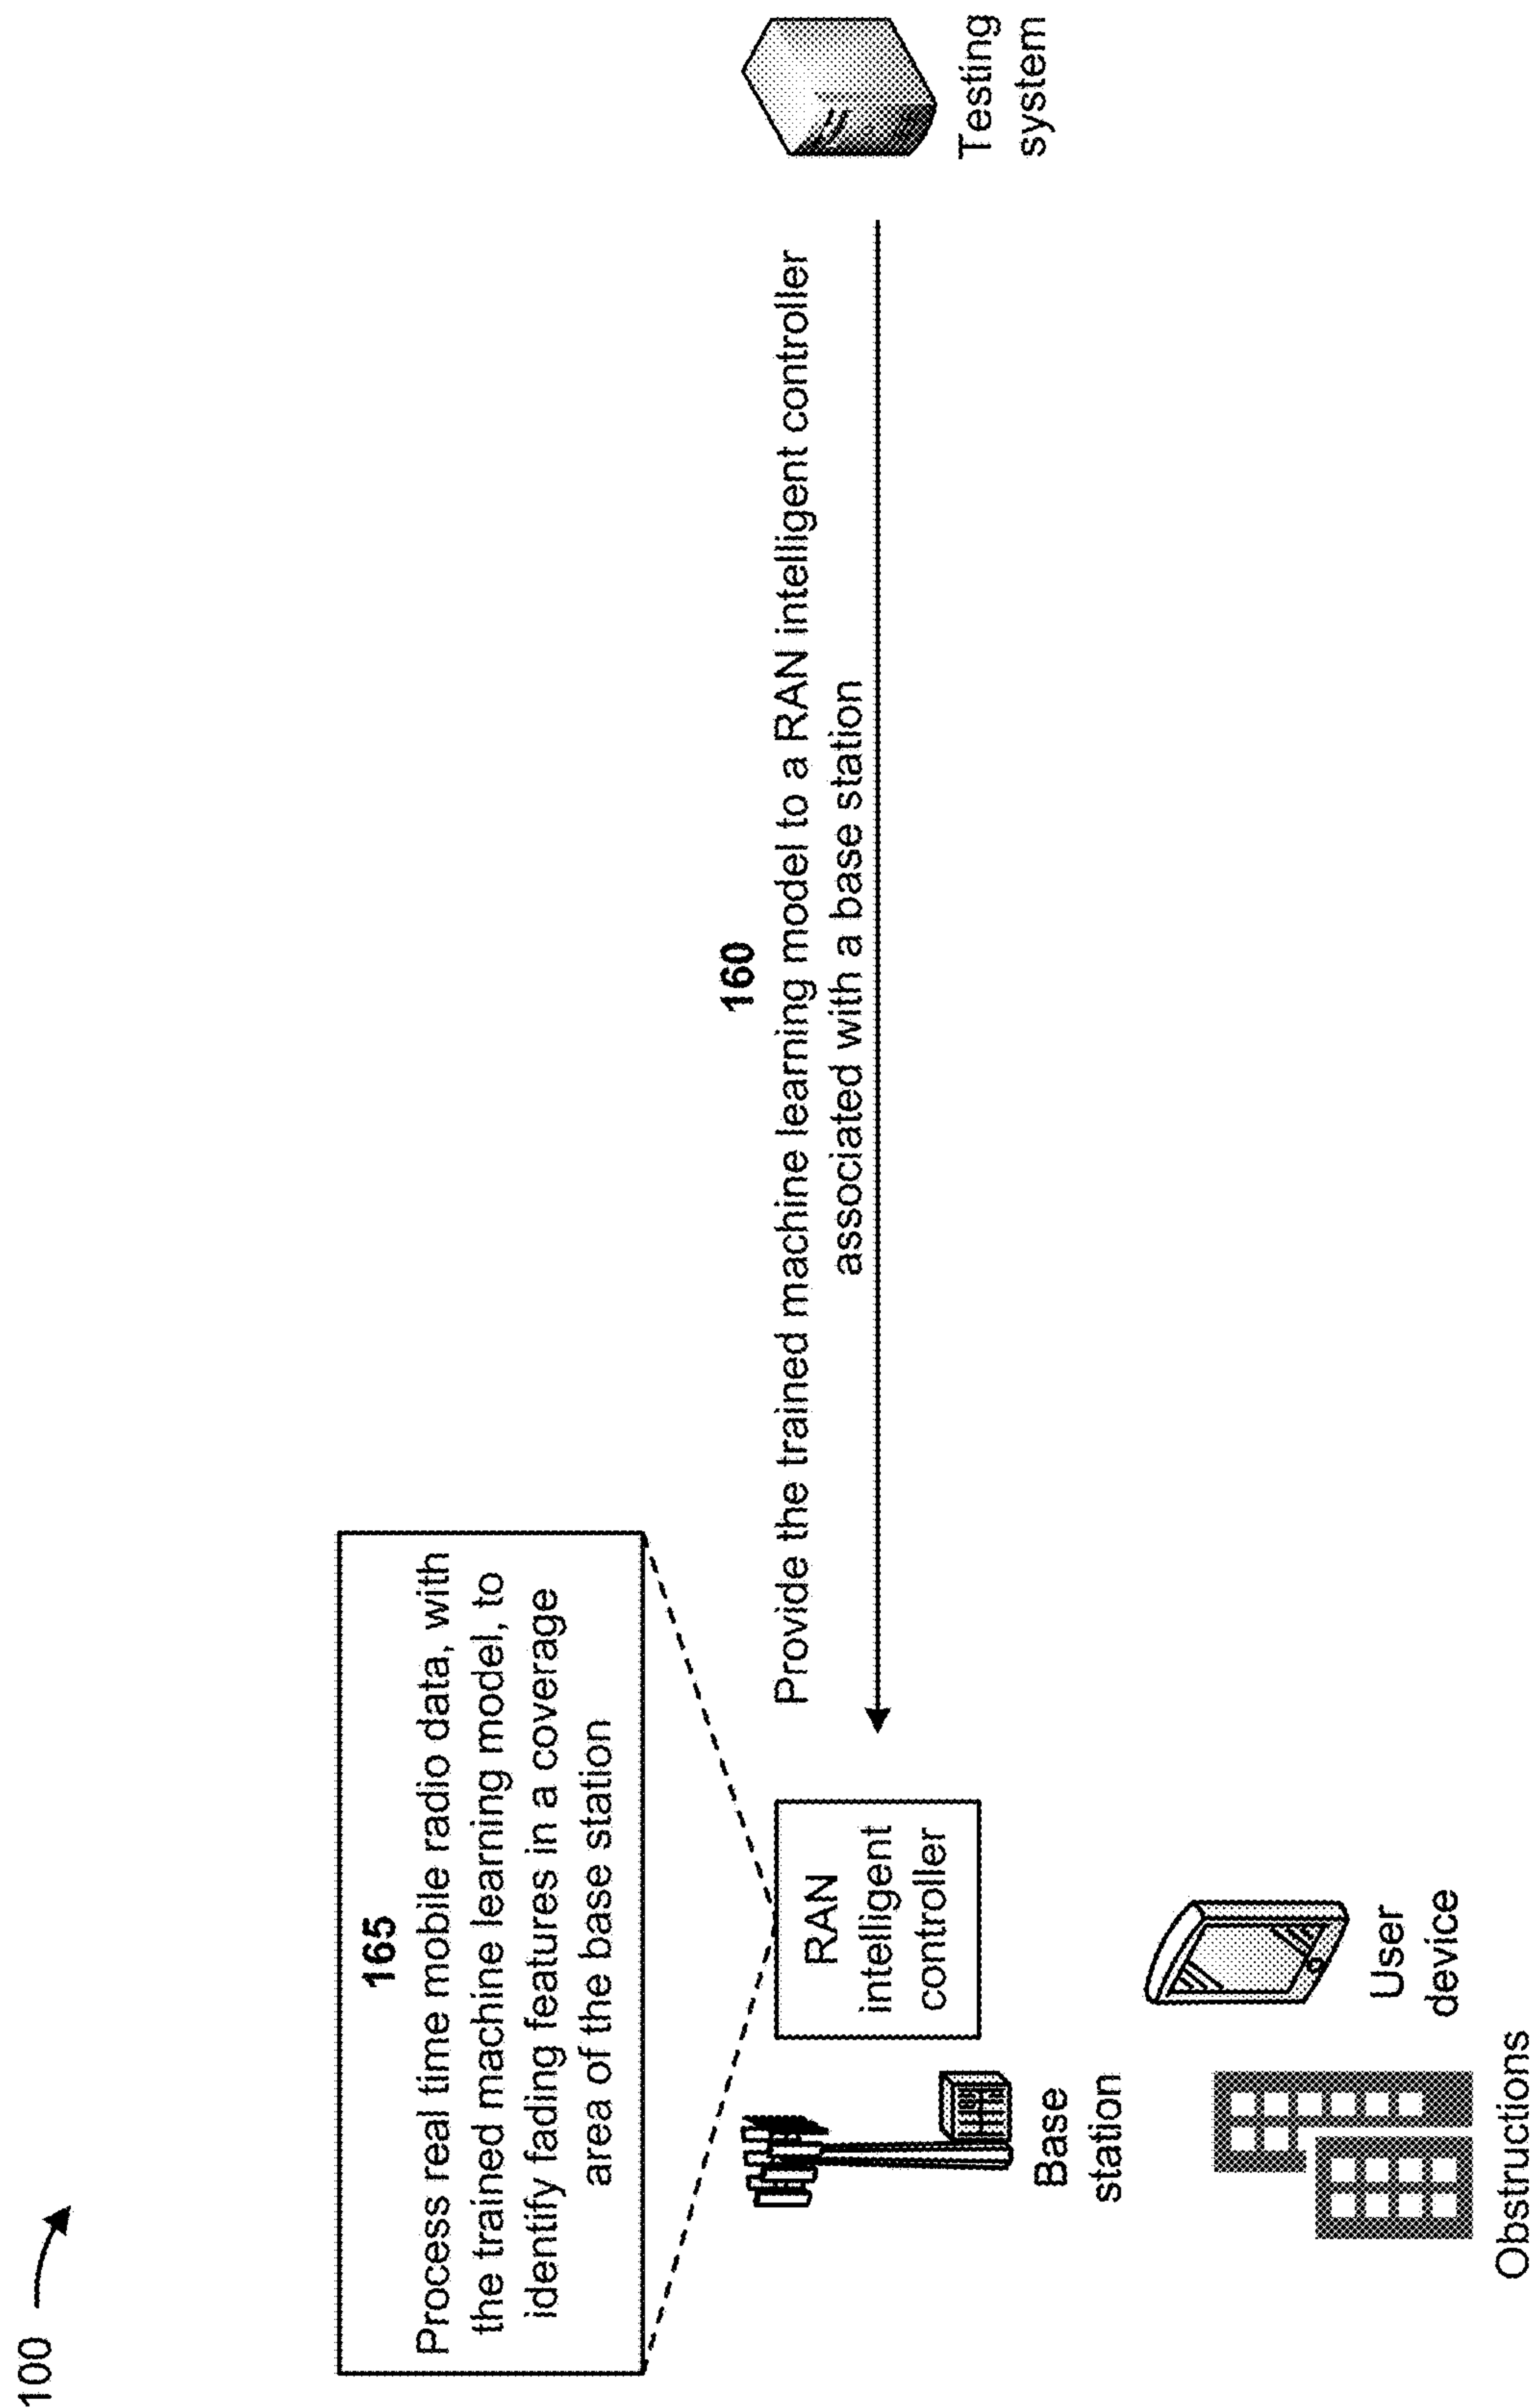 100
165
Process real time mobile radio data, with
the trained machine learning model, to
identify fading features in a coverage
area of the base station
160
Provide the trained machine learning model to a RAN intelligent controller
associated with a base station
RAN
intelligent
controller
Base
station
Testing
system
User
device
Obstructions